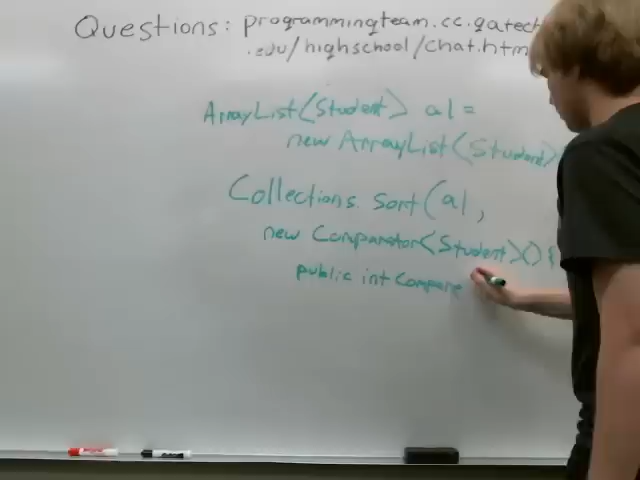 Questions: programmingteam.cc.gatech
.edu/highschool/chat.htm
ArrayList<Student> al =
new ArrayList<Student>
Collections.sort(al,
new Comparator<Student>(){
public int compare